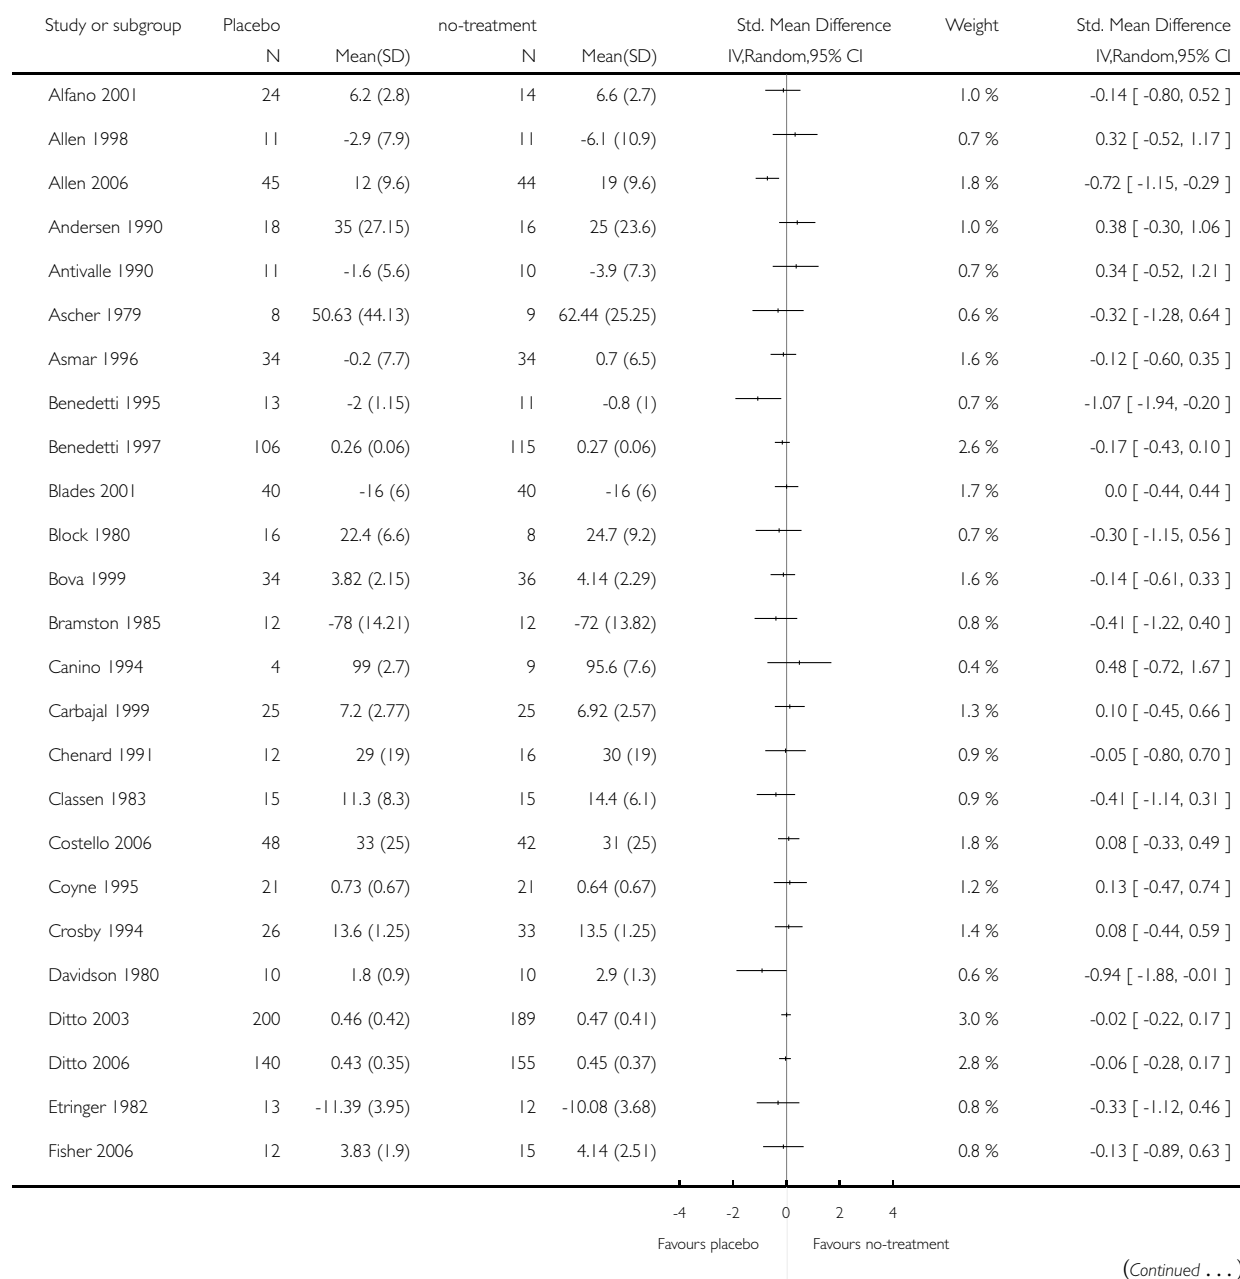 Study or subgroup Placebo no-treatment Std. Mean Difference Weight Std. Mean Difference
N Mean(SD) N Mean(SD) IV,Random,95% CI IV,Random,95% CI
Alfano 2001 24 6.2 (2.8) 14 6.6 (2.7) 1.0 % -0.14 [ -0.80, 0.52 ]
Allen 1998 11 -2.9 (7.9) 11 -6.1 (10.9) 0.7 % 0.32 [ -0.52, 1.17 ]
Allen 2006 45 12 (9.6) 44 19 (9.6) 1.8 % -0.72 [ -1.15, -0.29 ]
Andersen 1990 18 35 (27.15) 16 25 (23.6) 1.0 % 0.38 [ -0.30, 1.06 ]
Antivalle 1990 11 -1.6 (5.6) 10 -3.9 (7.3) 0.7 % 0.34 [ -0.52, 1.21 ]
Ascher 1979 8 50.63 (44.13) 9 62.44 (25.25) 0.6 % -0.32 [ -1.28, 0.64 ]
Asmar 1996 34 -0.2 (7.7) 34 0.7 (6.5) 1.6 % -0.12 [ -0.60, 0.35 ]
Benedetti 1995 13 -2 (1.15) 11 -0.8 (1) 0.7 % -1.07 [ -1.94, -0.20 ]
Benedetti 1997 106 0.26 (0.06) 115 0.27 (0.06) 2.6 % -0.17 [ -0.43, 0.10 ]
Blades 2001 40 -16 (6) 40 -16 (6) 1.7 % 0.0 [ -0.44, 0.44 ]
Block 1980 16 22.4 (6.6) 8 24.7 (9.2) 0.7 % -0.30 [ -1.15, 0.56 ]
Bova 1999 34 3.82 (2.15) 36 4.14 (2.29) 1.6 % -0.14 [ -0.61, 0.33 ]
Bramston 1985 12 -78 (14.21) 12 -72 (13.82) 0.8 % -0.41 [ -1.22, 0.40 ]
Canino 1994 4 99 (2.7) 9 95.6 (7.6) 0.4 % 0.48 [ -0.72, 1.67 ]
Carbajal 1999 25 7.2 (2.77) 25 6.92 (2.57) 1.3 % 0.10 [ -0.45, 0.66 ]
Chenard 1991 12 29 (19) 16 30 (19) 0.9 % -0.05 [ -0.80, 0.70 ]
Classen 1983 15 11.3 (8.3) 15 14.4 (6.1) 0.9 % -0.41 [ -1.14, 0.31 ]
Costello 2006 48 33 (25) 42 31 (25) 1.8 % 0.08 [ -0.33, 0.49 ]
Coyne 1995 21 0.73 (0.67) 21 0.64 (0.67) 1.2 % 0.13 [ -0.47, 0.74 ]
Crosby 1994 26 13.6 (1.25) 33 13.5 (1.25) 1.4 % 0.08 [ -0.44, 0.59 ]
Davidson 1980 10 1.8 (0.9) 10 2.9 (1.3) 0.6 % -0.94 [ -1.88, -0.01 ]
Ditto 2003 200 0.46 (0.42) 189 0.47 (0.41) 3.0 % -0.02 [ -0.22, 0.17 ]
Ditto 2006 140 0.43 (0.35) 155 0.45 (0.37) 2.8 % -0.06 [ -0.28, 0.17 ]
Etringer 1982 13 -11.39 (3.95) 12 -10.08 (3.68) 0.8 % -0.33 [ -1.12, 0.46 ]
Fisher 2006 12 3.83 (1.9) 15 4.14 (2.51) 0.8 % -0.13 [ -0.89, 0.63 ]
-4 -2 0 2 4
Favours placebo Favours no-treatment
(Continued . . . )